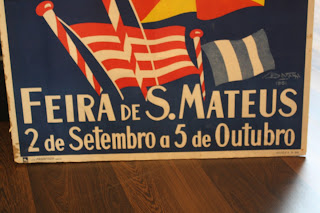 FEIRA DE S. MATEUS
2 de Setembro a 5 de Outubro